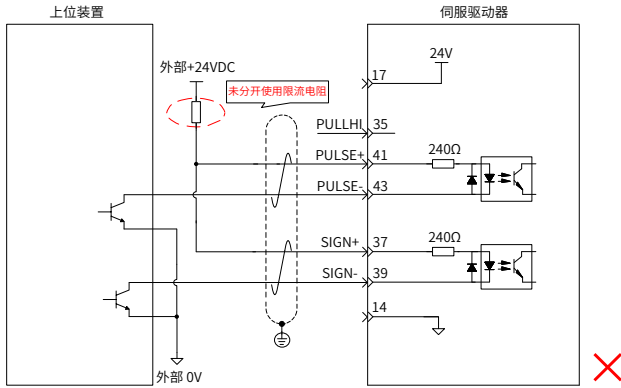 上位装置
伺服驱动器
外部+24VDC
24V
17
未分开使用限流电阻
PULLHI
35
240Ω
PULSE+
41
PULSE-
43
240Ω
SIGN+
37
SIGN-
39
14
外部 0V